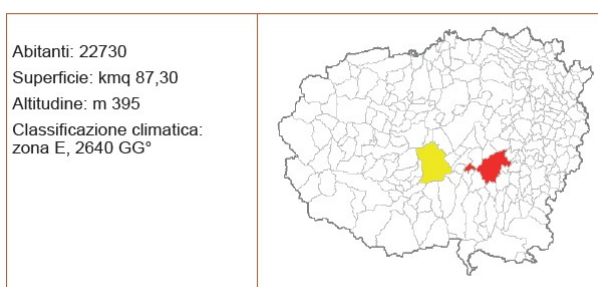 Abitanti: 22730
Superficie: kmq 87,30
Altitudine: m 395
Classificazione climatica:
zona E, 2640 GG°